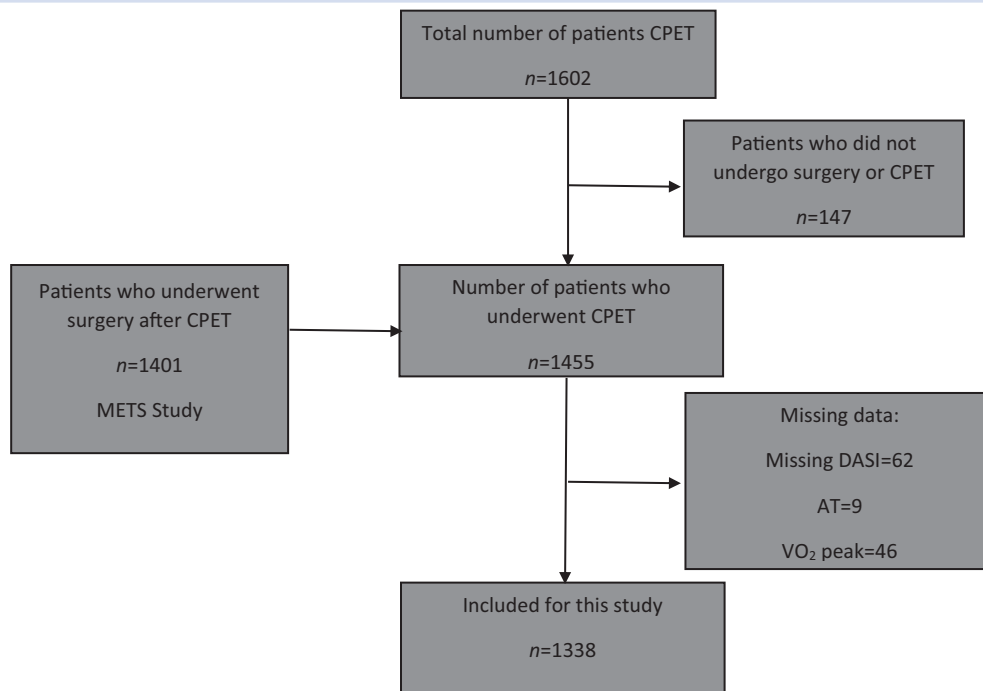 Total number of patients CPET
n=1602
Patients who did not
undergo surgery or CPET
n=147
Patients who underwent
surgery after CPET
n=1401
METS Study
Number of patients who
underwent CPET
n=1455
Missing data:
Missing DASI=62
AT=9
VO₂ peak=46
Included for this study
n=1338